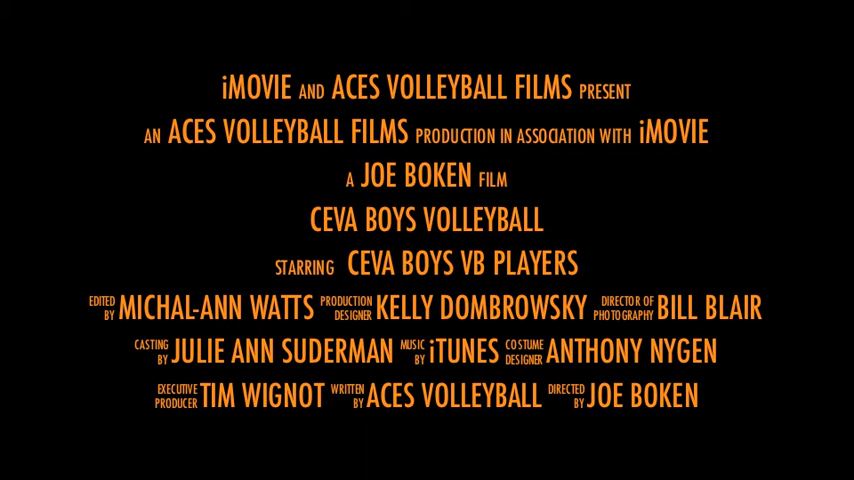 iMOVIE AND ACES VOLLEYBALL FILMS PRESENT
AN ACES VOLLEYBALL FILMS PRODUCTION IN ASSOCIATION WITH iMOVIE
A JOE BOKEN FILM
CEVA BOYS VOLLEYBALL
STARRING CEVA BOYS VB PLAYERS
EDITED BY MICHAL-ANN WATTS PRODUCTION DESIGNER KELLY DOMBROWSKY DIRECTOR OF PHOTOGRAPHY BILL BLAIR
CASTING BY JULIE ANN SUDERMAN MUSIC BY iTUNES COSTUME DESIGNER ANTHONY NYGEN
EXECUTIVE PRODUCER TIM WIGNOT WRITTEN BY ACES VOLLEYBALL DIRECTED BY JOE BOKEN